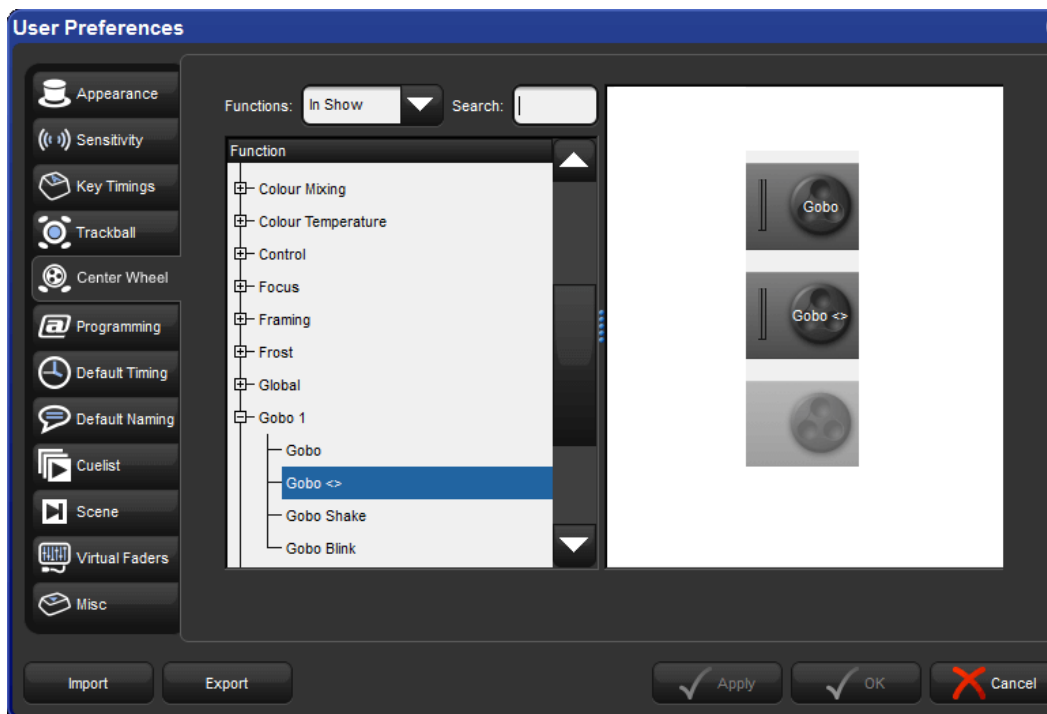 User Preferences
Appearance
Sensitivity
Key Timings
Trackball
Center Wheel
Programming
Default Timing
Default Naming
Cuelist
Scene
Virtual Faders
Misc
Functions: In Show Search:
Function
Colour Mixing
Colour Temperature
Control
Focus
Framing
Frost
Global
Gobo 1
Gobo
Gobo <>
Gobo Shake
Gobo Blink
Gobo
Gobo <>
Import Export Apply OK Cancel